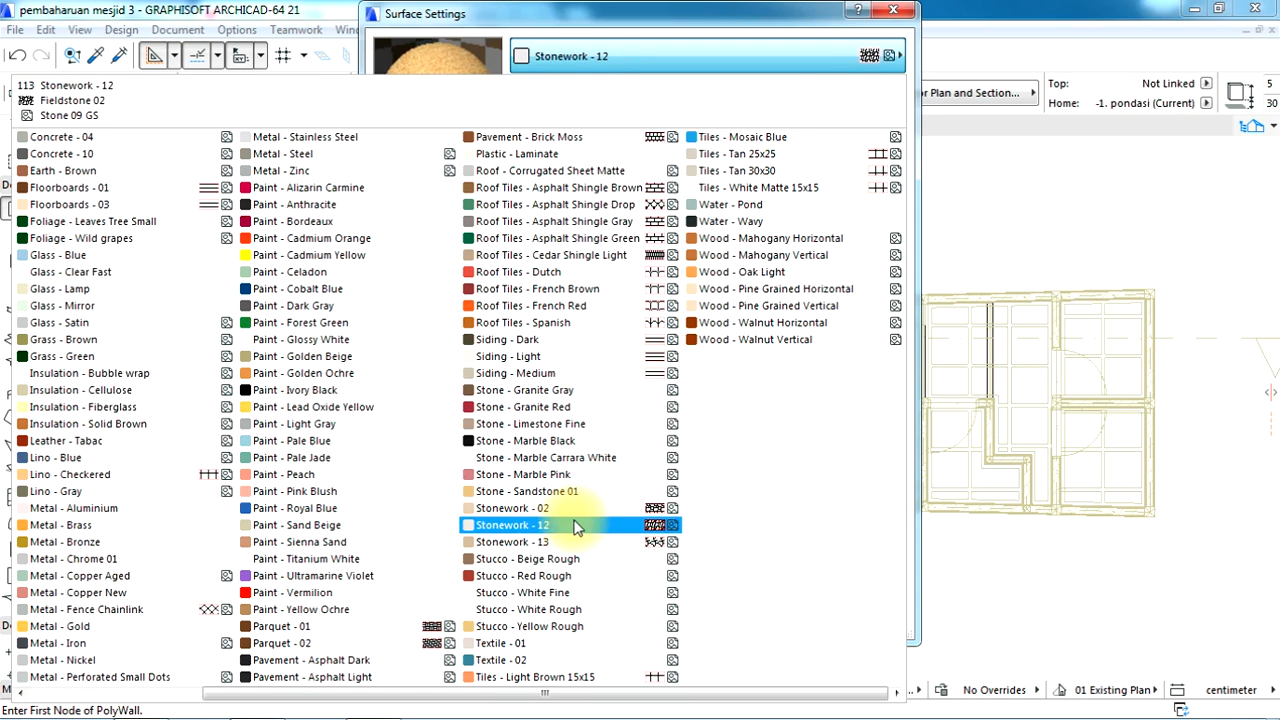 pembaharuan mesjid 3 - GRAPHISOFT ARCHICAD-64 21
Surface Settings
File Edit View Design Document Options Teamwork
Stonework - 12
113 Stonework - 12
Fieldstone 02
Stone 09 GS
Top: Not Linked
Home: -1. pondasi (Current)
or Plan and Section...
Concrete - 04
Concrete - 10
Earth - Brown
Floorboards - 01
Floorboards - 03
Foliage - Leaves Tree Small
Foliage - Wild grapes
Glass - Blue
Glass - Clear Fast
Glass - Lamp
Glass - Mirror
Glass - Satin
Grass - Brown
Grass - Green
Insulation - Bubble wrap
Insulation - Cellulose
Insulation - Fiberglass
Insulation - Solid Brown
Leather - Tabac
Lino - Blue
Lino - Checkered
Lino - Gray
Metal - Aluminium
Metal - Brass
Metal - Bronze
Metal - Chrome 01
Metal - Copper Aged
Metal - Copper New
Metal - Fence Chainlink
Metal - Gold
Metal - Iron
Metal - Nickel
Metal - Perforated Small Dots
Metal - Stainless Steel
Metal - Steel
Metal - Zinc
Paint - Alizarin Carmine
Paint - Anthracite
Paint - Bordeaux
Paint - Cadmium Orange
Paint - Cadmium Yellow
Paint - Celadon
Paint - Cobalt Blue
Paint - Dark Gray
Paint - Forest Green
Paint - Glossy White
Paint - Golden Beige
Paint - Golden Ochre
Paint - Ivory Black
Paint - Lead Oxide Yellow
Paint - Light Gray
Paint - Pale Blue
Paint - Pale Jade
Paint - Peach
Paint - Pink Blush
Paint - Royal Blue
Paint - Sand Beige
Paint - Sienna Sand
Paint - Titanium White
Paint - Ultramarine Violet
Paint - Vermilion
Paint - Yellow Ochre
Parquet - 01
Parquet - 02
Pavement - Asphalt Dark
Pavement - Asphalt Light
Pavement - Brick Moss
Plastic - Laminate
Roof - Corrugated Sheet Matte
Roof Tiles - Asphalt Shingle Brown
Roof Tiles - Asphalt Shingle Drop
Roof Tiles - Asphalt Shingle Gray
Roof Tiles - Asphalt Shingle Green
Roof Tiles - Cedar Shingle Light
Roof Tiles - Dutch
Roof Tiles - French Brown
Roof Tiles - French Red
Roof Tiles - Spanish
Siding - Dark
Siding - Light
Siding - Medium
Stone - Granite Gray
Stone - Granite Red
Stone - Limestone Fine
Stone - Marble Black
Stone - Marble Carrara White
Stone - Marble Pink
Stone - Sandstone 01
Stonework - 02
Stonework - 12
Stonework - 13
Stucco - Beige Rough
Stucco - Red Rough
Stucco - White Fine
Stucco - White Rough
Stucco - Yellow Rough
Textile - 01
Textile - 02
Tiles - Light Brown 15x15
Tiles - Mosaic Blue
Tiles - Tan 25x25
Tiles - Tan 30x30
Tiles - White Matte 15x15
Water - Pond
Water - Wavy
Wood - Mahogany Horizontal
Wood - Mahogany Vertical
Wood - Oak Light
Wood - Pine Grained Horizontal
Wood - Pine Grained Vertical
Wood - Walnut Horizontal
Wood - Walnut Vertical
No Overrides 01 Existing Plan centimeter
Enter First Node of PolyWall.